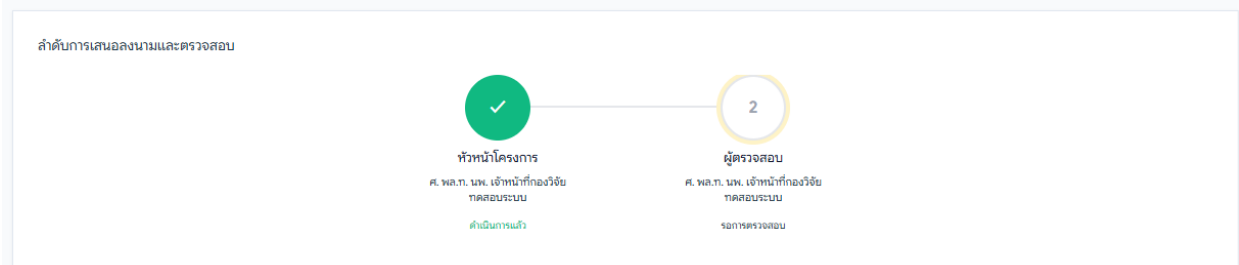 ลำดับการเสนอลงนามและตรวจสอบ
2
หัวหน้าโครงการ
ผู้ตรวจสอบ
ศ. พล.ท. นพ. เจ้าหน้าที่กองวิจัย
ทดสอบระบบ
ศ. พล.ท. นพ. เจ้าหน้าที่กองวิจัย
ทดสอบระบบ
ดำเนินการแล้ว
รอการตรวจสอบ